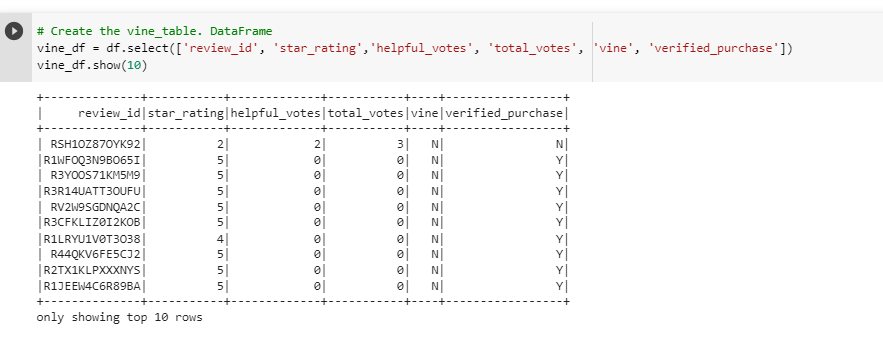 # Create the vine_table. DataFrame
vine_df = df.select(['review_id', 'star_rating','helpful_votes', 'total_votes', 'vine', 'verified_purchase'])
vine_df.show(10)
+--------------+-----------+-------------+-----------+----+-----------------+
|     review_id|star_rating|helpful_votes|total_votes|vine|verified_purchase|
+--------------+-----------+-------------+-----------+----+-----------------+
| RSH1OZ87OYK92|          2|            2|          3|   N|                N|
|R1WFOQ3N9BO65I|          5|            0|          0|   N|                Y|
| R3YOOS71KM5M9|          5|            0|          0|   N|                Y|
|R3R14UATT3OUFU|          5|            0|          0|   N|                Y|
| RV2W9SGDNQA2C|          5|            0|          0|   N|                Y|
|R3CFKLIZ0I2KOB|          5|            0|          0|   N|                Y|
|R1LRYU1V0T3O38|          4|            0|          0|   N|                Y|
| R44QKV6FE5CJ2|          5|            0|          0|   N|                Y|
|R2TX1KLPXXXNYS|          5|            0|          0|   N|                Y|
|R1JEEW4C6R89BA|          5|            0|          0|   N|                Y|
+--------------+-----------+-------------+-----------+----+-----------------+
only showing top 10 rows